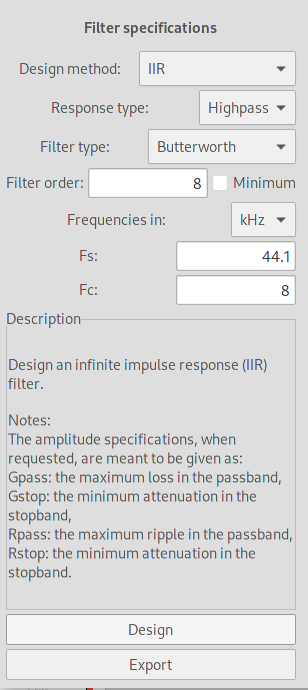 Filter specifications
Design method: IIR
Response type: Highpass
Filter type: Butterworth
Filter order: 8 Minimum
Frequencies in: kHz
Fs: 44.1
Fc: 8
Description
Design an infinite impulse response (IIR)
filter.
Notes:
The amplitude specifications, when
requested, are meant to be given as:
Gpass: the maximum loss in the passband,
Gstop: the minimum attenuation in the
stopband,
Rpass: the maximum ripple in the passband,
Rstop: the minimum attenuation in the
stopband.
Design
Export